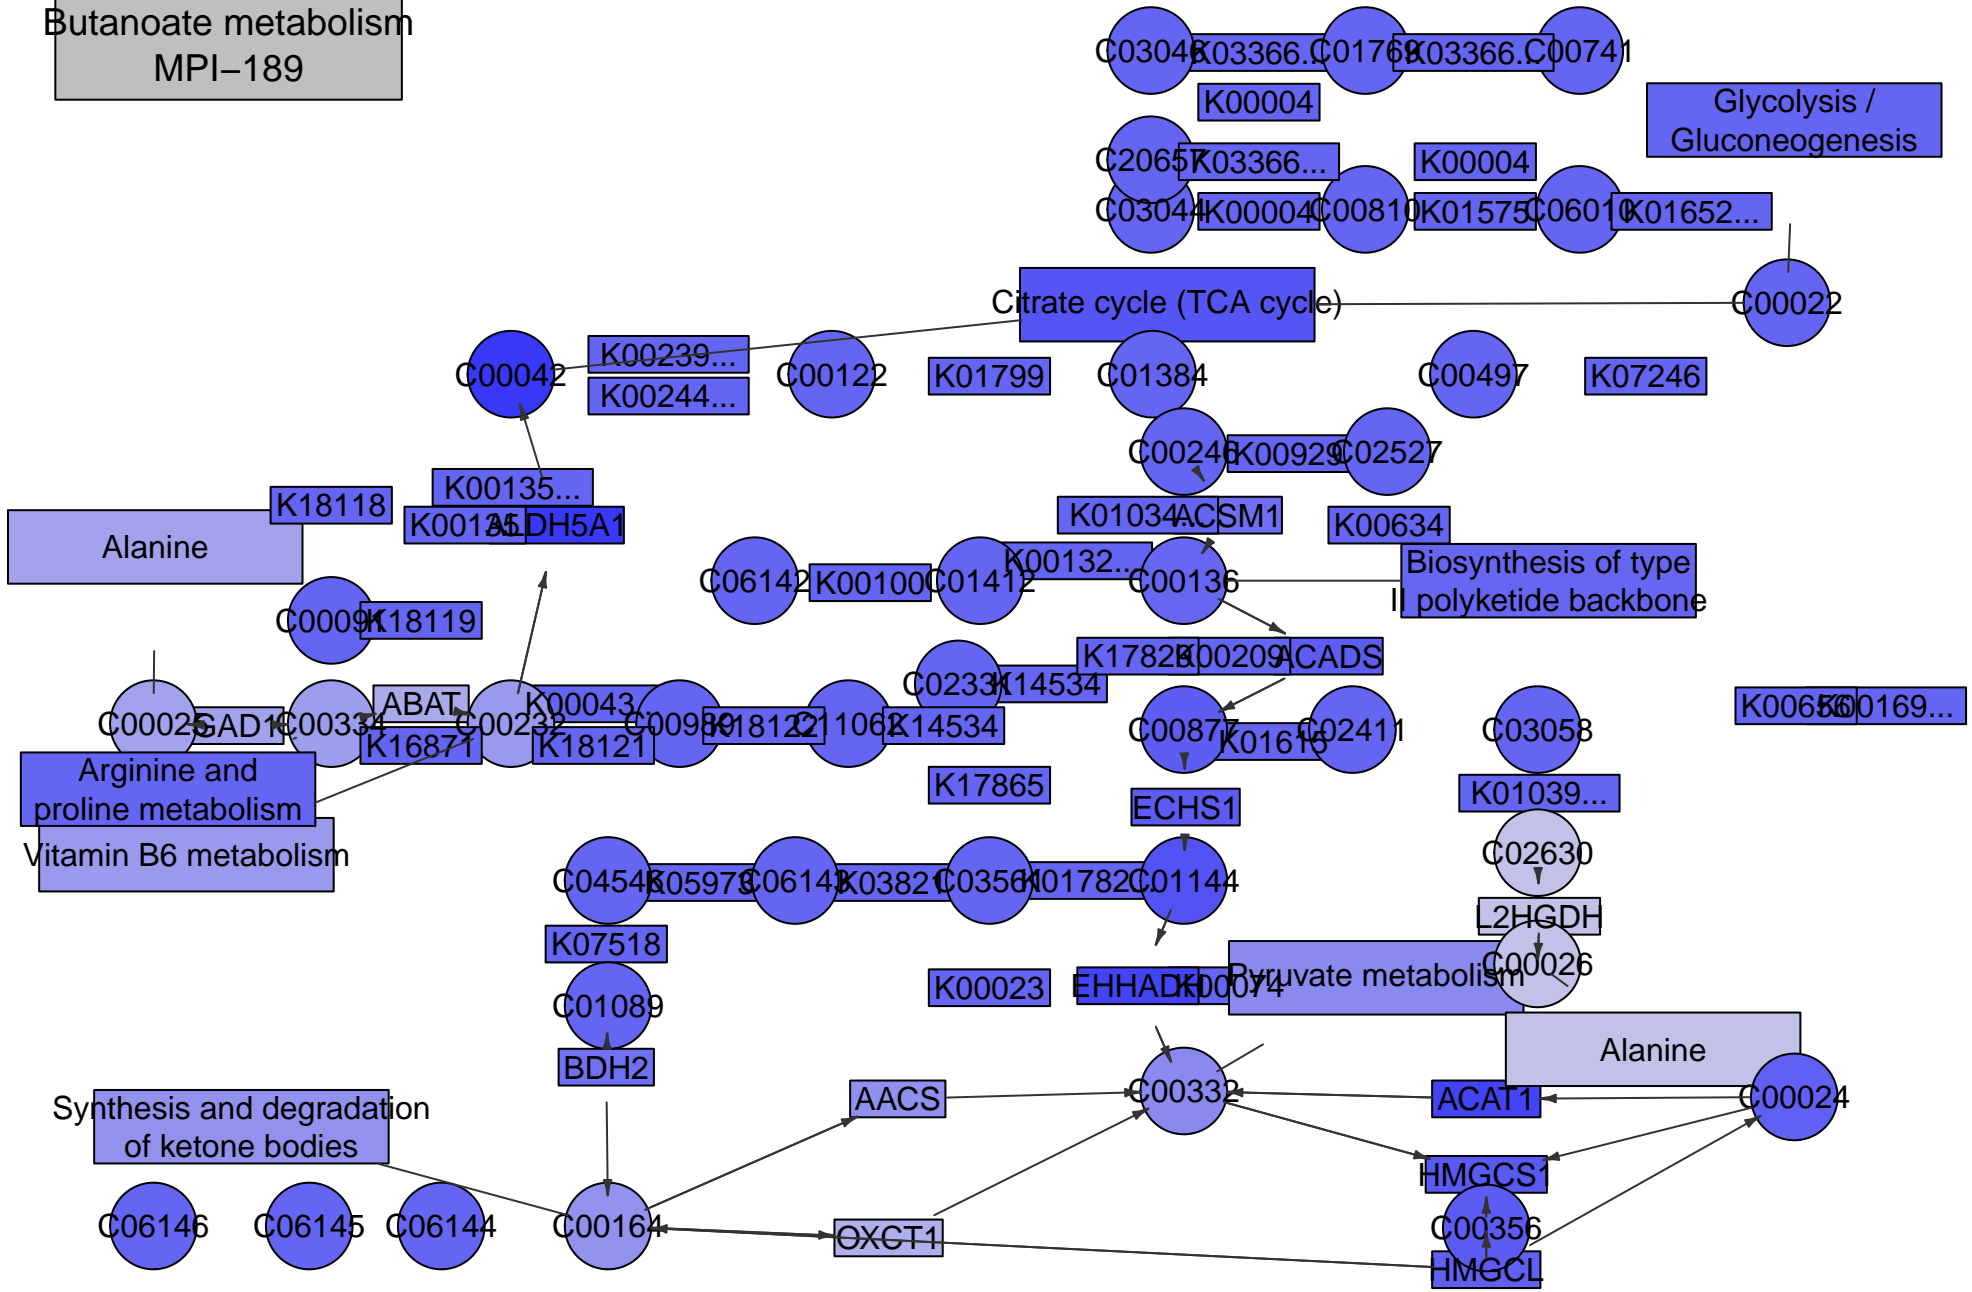 Butanoate metabolism
MPI−189
C03046
K03366...
C01769
K03366...
C00741
K00004
Glycolysis /
Gluconeogenesis
C20657
K03366...
K00004
C03044
K00004
C00810
K01575
C06010
K01652...
Citrate cycle (TCA cycle)
C00022
C00042
K00239...
K00244...
C00122
K01799
C01384
C00497
K07246
C00246
K00929
C02527
K18118
K00135...
K00135
ALDH5A1
K01034...
ACSM1
K00634
Alanine
C06142
K00100
C01412
K00132...
C00136
Biosynthesis of type
II polyketide backbone
C00091
K18119
C02331
K14534
K17829
K00209
ACADS
C00025
GAD1
C00334
ABAT
K16871
C00232
K00043...
K18121
C00989
K18122
C11062
K14534
C00877
K01615
C02411
C03058
K00656
K00169...
Arginine and
proline metabolism
K17865
ECHS1
K01039...
Vitamin B6 metabolism
C04546
K05973
C06143
K03821
C03561
K01782...
C01144
C02630
L2HGDH
K07518
C00026
C01089
K00023
EHHADH
K00074
Pyruvate metabolism
BDH2
Alanine
Synthesis and degradation
of ketone bodies
AACS
C00332
ACAT1
C00024
HMGCS1
C06146
C06145
C06144
C00164
OXCT1
C00356
HMGCL